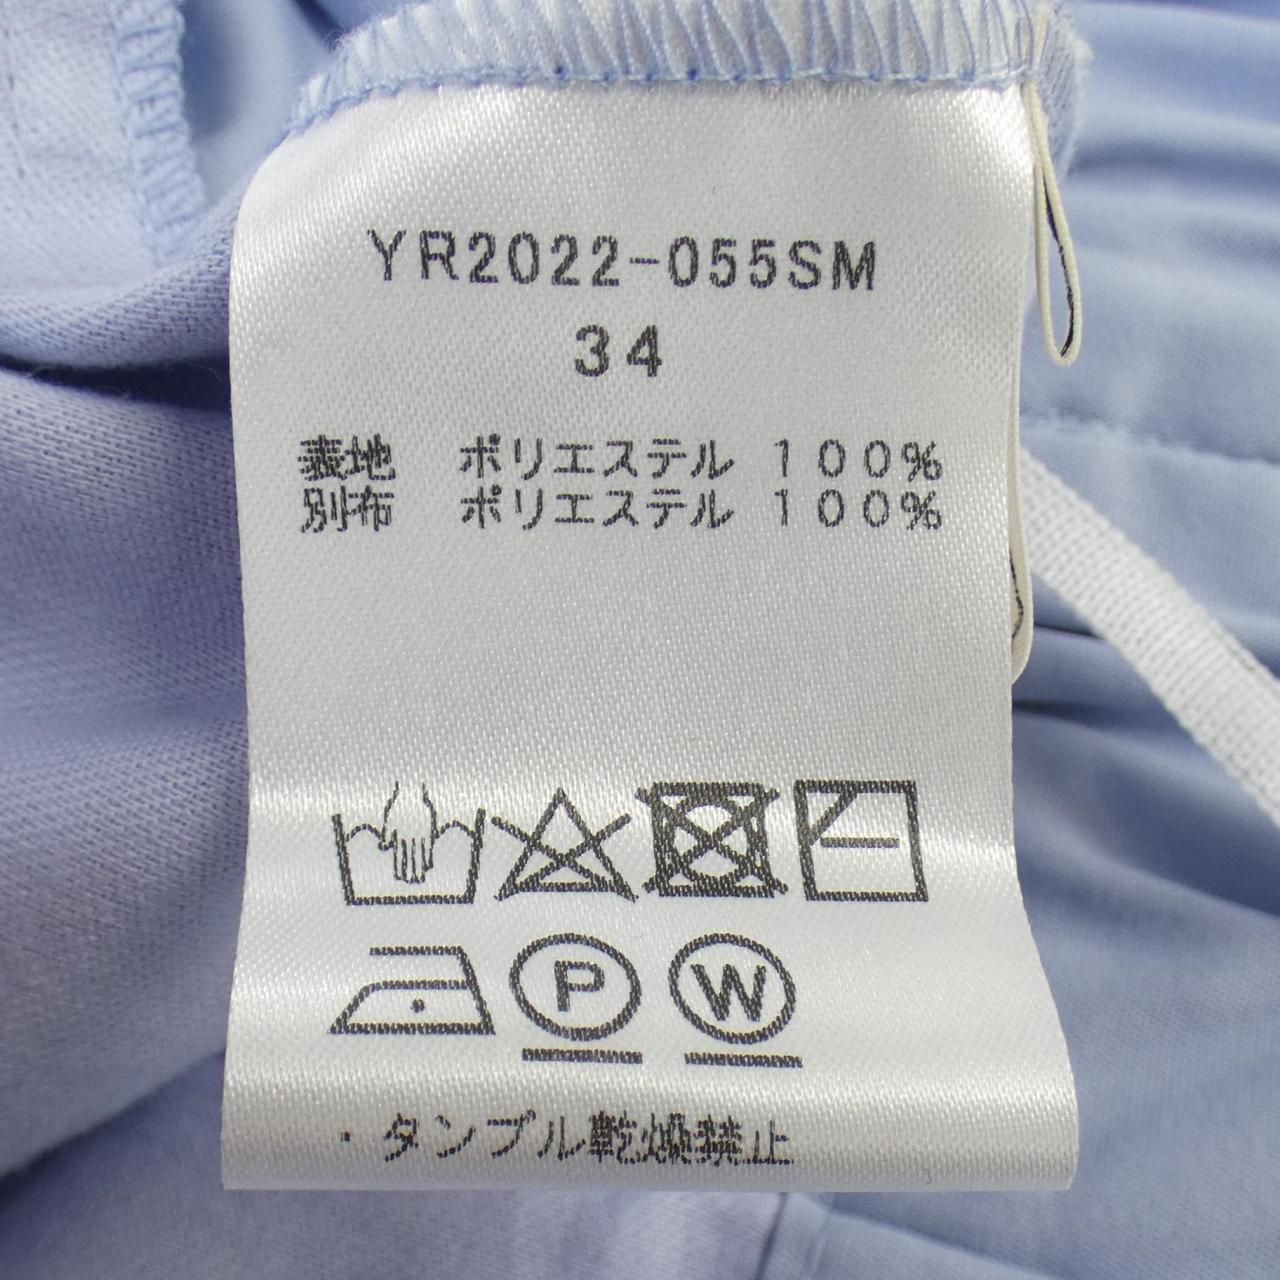 YR2022-055SM
34
表地 ポリエステル 100%
別布 ポリエステル 100%
P W
・タンブル乾燥禁止